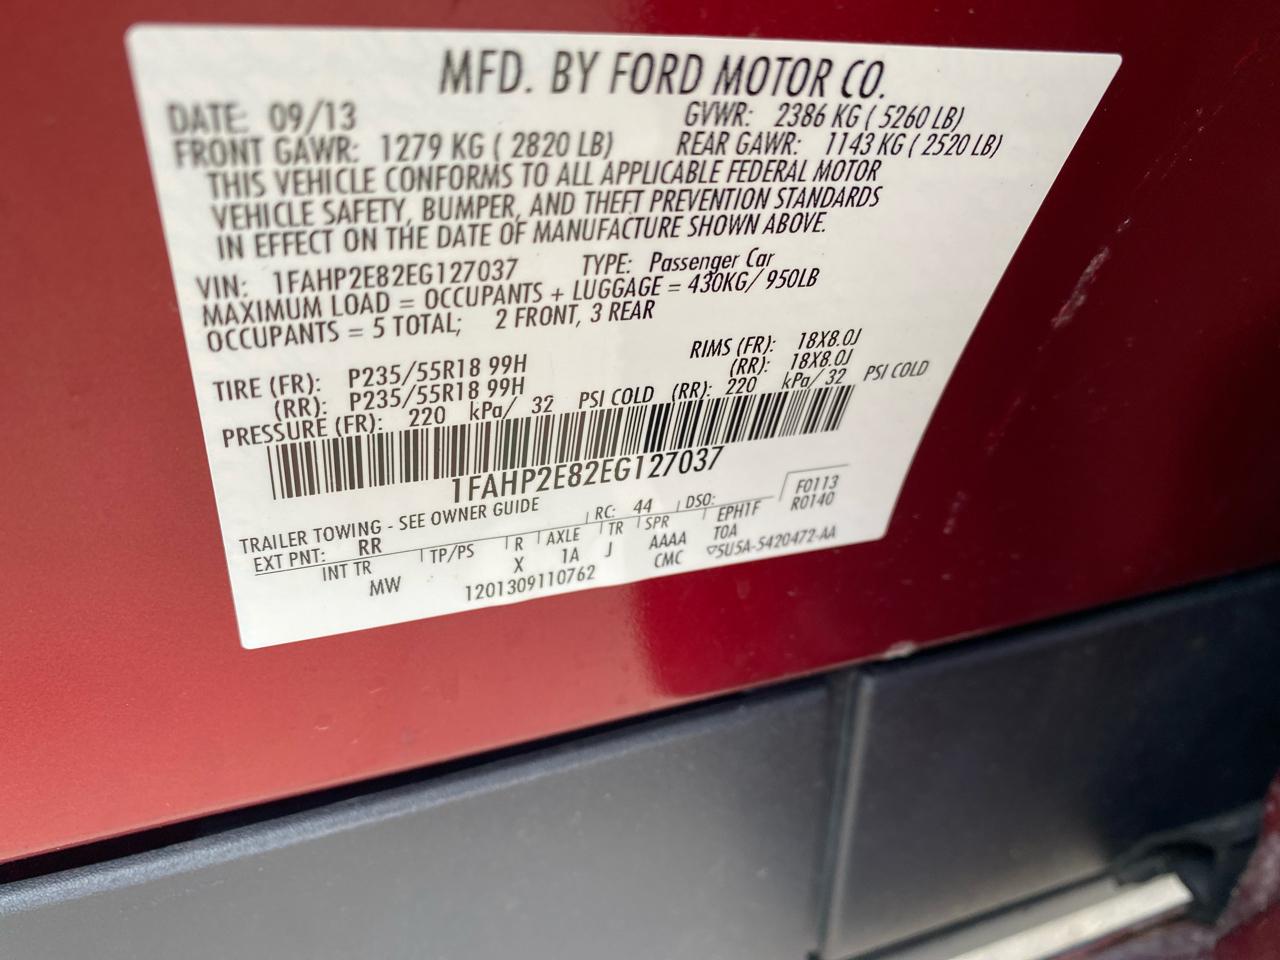 MFD. BY FORD MOTOR CO.
DATE: 09/13 GVWR: 2386 KG ( 5260 LB)
FRONT GAWR: 1279 KG ( 2820 LB) REAR GAWR: 1143 KG ( 2520 LB)
THIS VEHICLE CONFORMS TO ALL APPLICABLE FEDERAL MOTOR
VEHICLE SAFETY, BUMPER, AND THEFT PREVENTION STANDARDS
IN EFFECT ON THE DATE OF MANUFACTURE SHOWN ABOVE.
VIN: 1FAHP2E82EG127037 TYPE: Passenger Car
MAXIMUM LOAD = OCCUPANTS + LUGGAGE = 430KG/ 950LB
OCCUPANTS = 5 TOTAL; 2 FRONT, 3 REAR
TIRE (FR): P235/55R18 99H RIMS (FR): 18X8.0J
(RR): P235/55R18 99H (RR): 18X8.0J
PRESSURE (FR): 220 kPa/ 32 PSI COLD (RR): 220 kPa/ 32 PSI COLD
1FAHP2E82EG127037
TRAILER TOWING - SEE OWNER GUIDE
EXT PNT: RR RC: 44 DSO: F0113
R0140
INT TR TP/PS R AXLE TR SPR EPH1F
MW X 1A J AAAA TOA
1201309110762 CMC ▽5U5A-5420472-AA